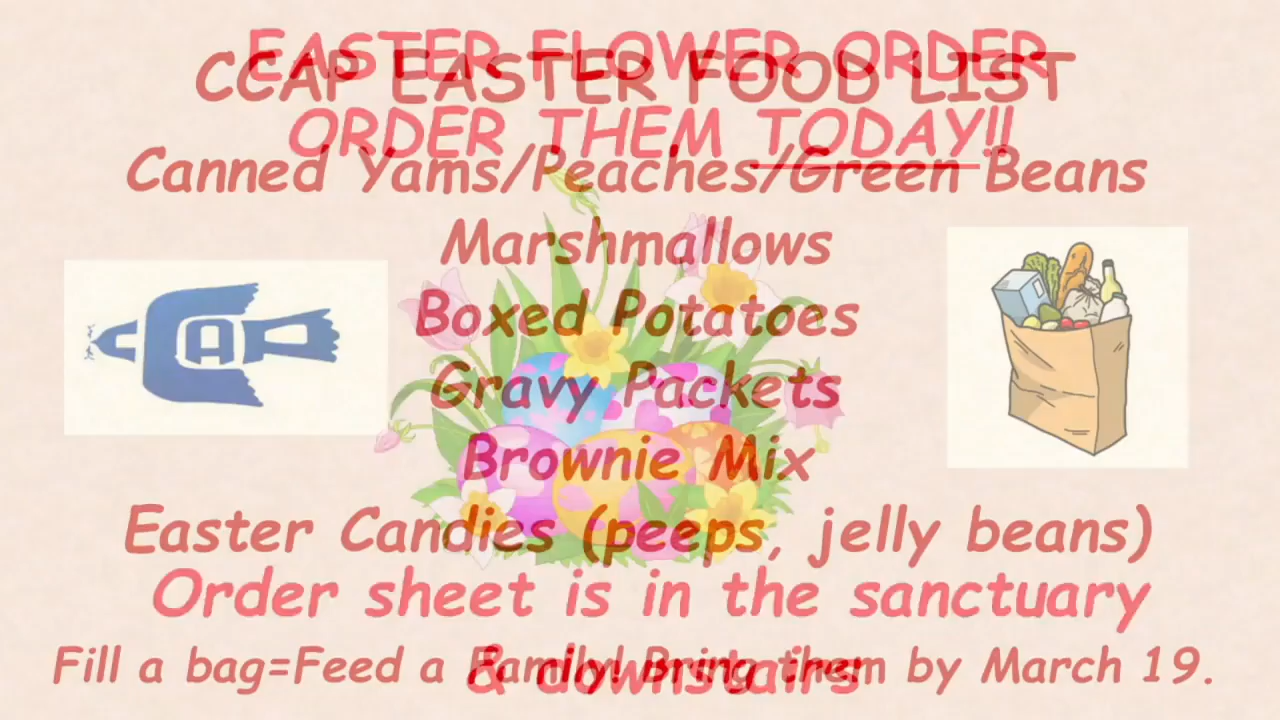 EASTER FLOWER ORDER
CCAP EASTER FOOD LIST
ORDER THEM TODAY!!
Canned Yams/Peaches/Green Beans
Marshmallows
Boxed Potatoes
CAP
Gravy Packets
Brownie Mix
Easter Candies (peeps, jelly beans)
Order sheet is in the sanctuary
& downstairs
Fill a bag=Feed a Family! Bring them by March 19.